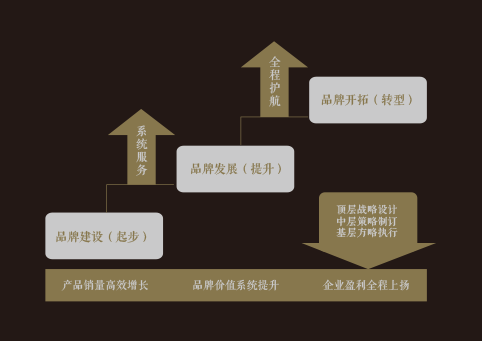 全程护航
品牌开拓（转型）
系统服务
品牌发展（提升）
顶层战略设计
中层策略制订
基层方略执行
品牌建设（起步）
产品销量高效增长
品牌价值系统提升
企业盈利全程上扬